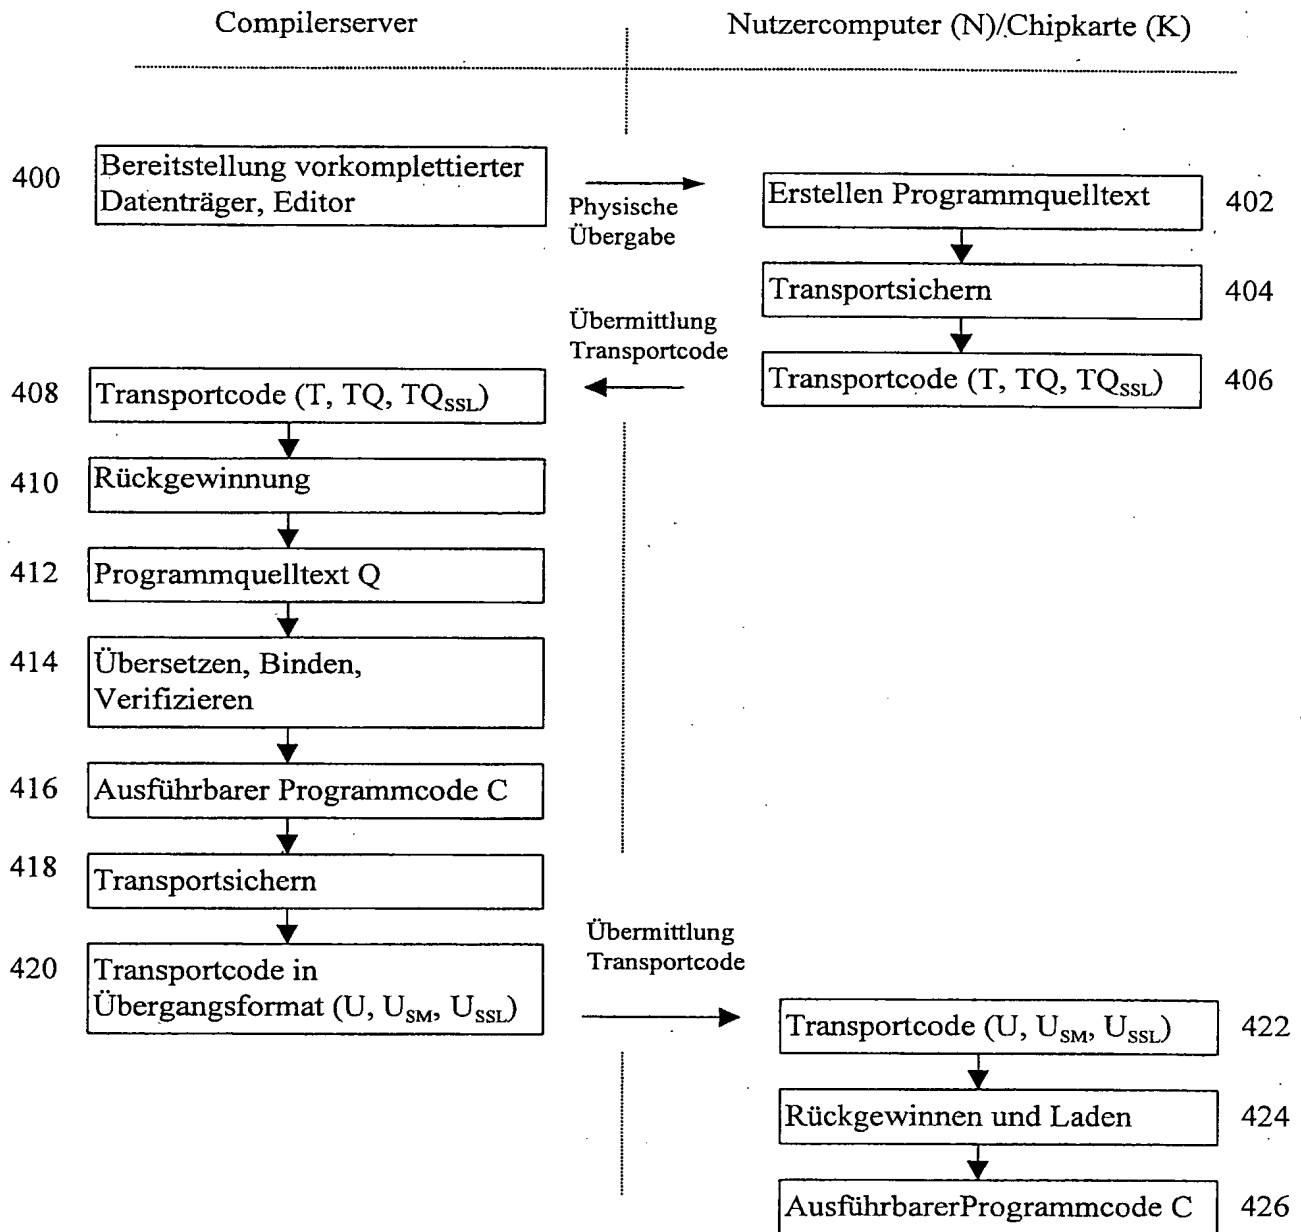 Compilerserver
Nutzercomputer (N)/Chipkarte (K)
400
Bereitstellung vorkomplettierter
Datenträger, Editor
Physische
Übergabe
Erstellen Programmquelltext
402
Transportsichern
404
Übermittlung
Transportcode
Transportcode (T, TQ, TQSSL)
406
408
Transportcode (T, TQ, TQSSL)
410
Rückgewinnung
412
Programmquelltext Q
414
Übersetzen, Binden,
Verifizieren
416
Ausführbarer Programmcode C
418
Transportsichern
420
Transportcode in
Übergangsformat (U, USM, USSL)
Übermittlung
Transportcode
Transportcode (U, USM, USSL)
422
Rückgewinnen und Laden
424
AusführbarerProgrammcode C
426